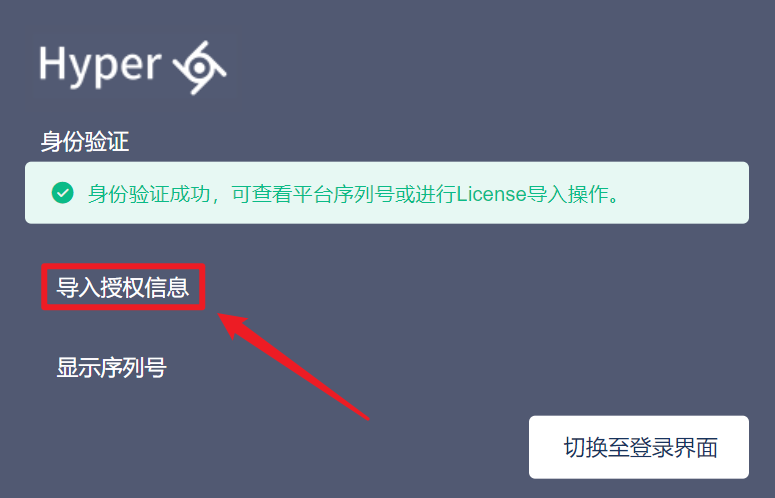 Hyper
身份验证
身份验证成功，可查看平台序列号或进行License导入操作。
导入授权信息
显示序列号
切换至登录界面